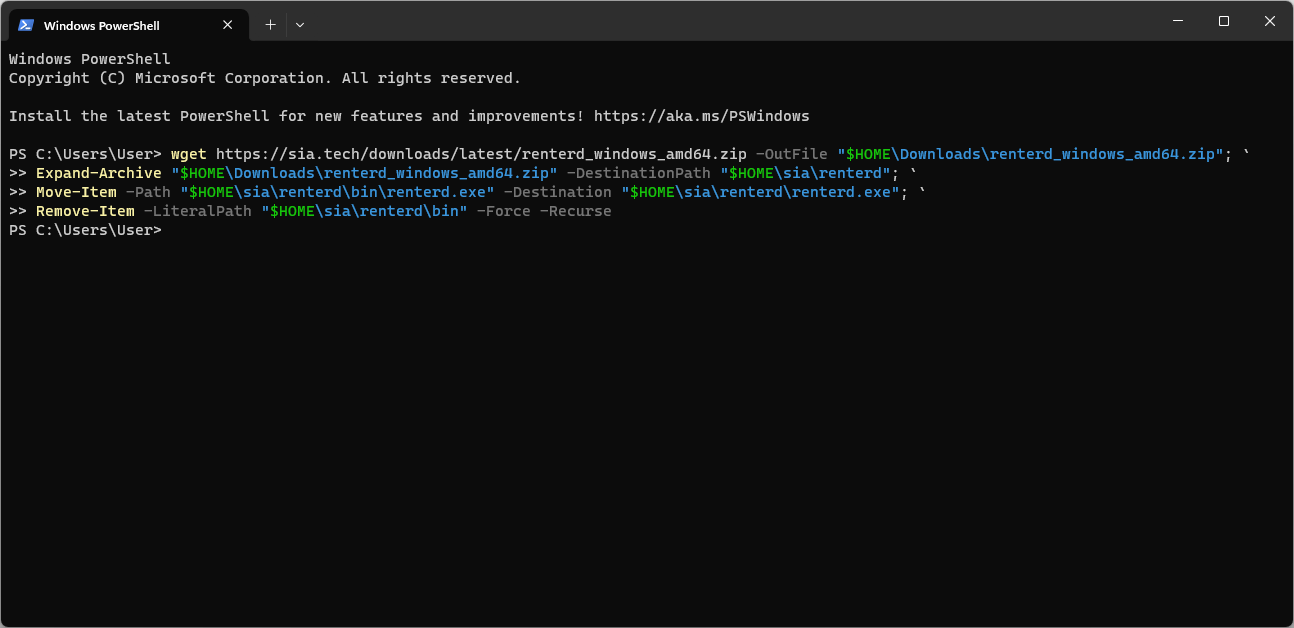 Windows PowerShell
Windows PowerShell
Copyright (C) Microsoft Corporation. All rights reserved.
Install the latest PowerShell for new features and improvements! https://aka.ms/PSWindows
PS C:\Users\User> wget https://sia.tech/downloads/latest/renterd_windows_amd64.zip -OutFile "$HOME\Downloads\renterd_windows_amd64.zip"; `
>> Expand-Archive "$HOME\Downloads\renterd_windows_amd64.zip" -DestinationPath "$HOME\sia\renterd"; `
>> Move-Item -Path "$HOME\sia\renterd\bin\renterd.exe" -Destination "$HOME\sia\renterd\renterd.exe"; `
>> Remove-Item -LiteralPath "$HOME\sia\renterd\bin" -Force -Recurse
PS C:\Users\User>